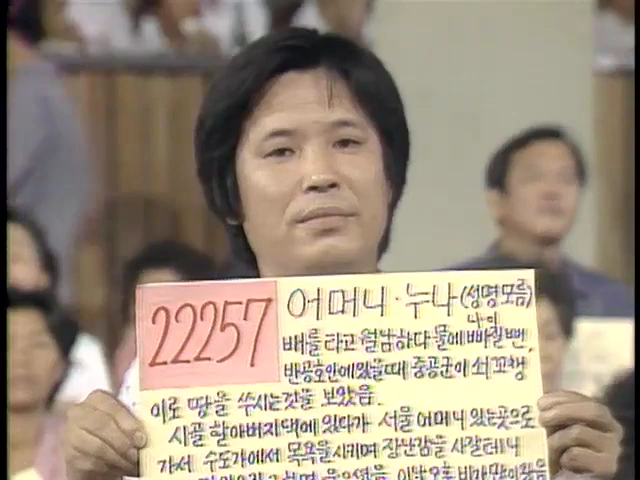 22257
어머니·누나(성명모름)
나이
배를 타고 월남하다 물에 빠질뻔,
반공호안에 있을때 중공군이 쇠꼬챙
이로 땅을 쑤시는것을 보았음.
시골 할아버지댁에 있다가 서울 어머니 있는곳으로
가서 수도가에서 목욕을 시키며 장난감을 사갈테니